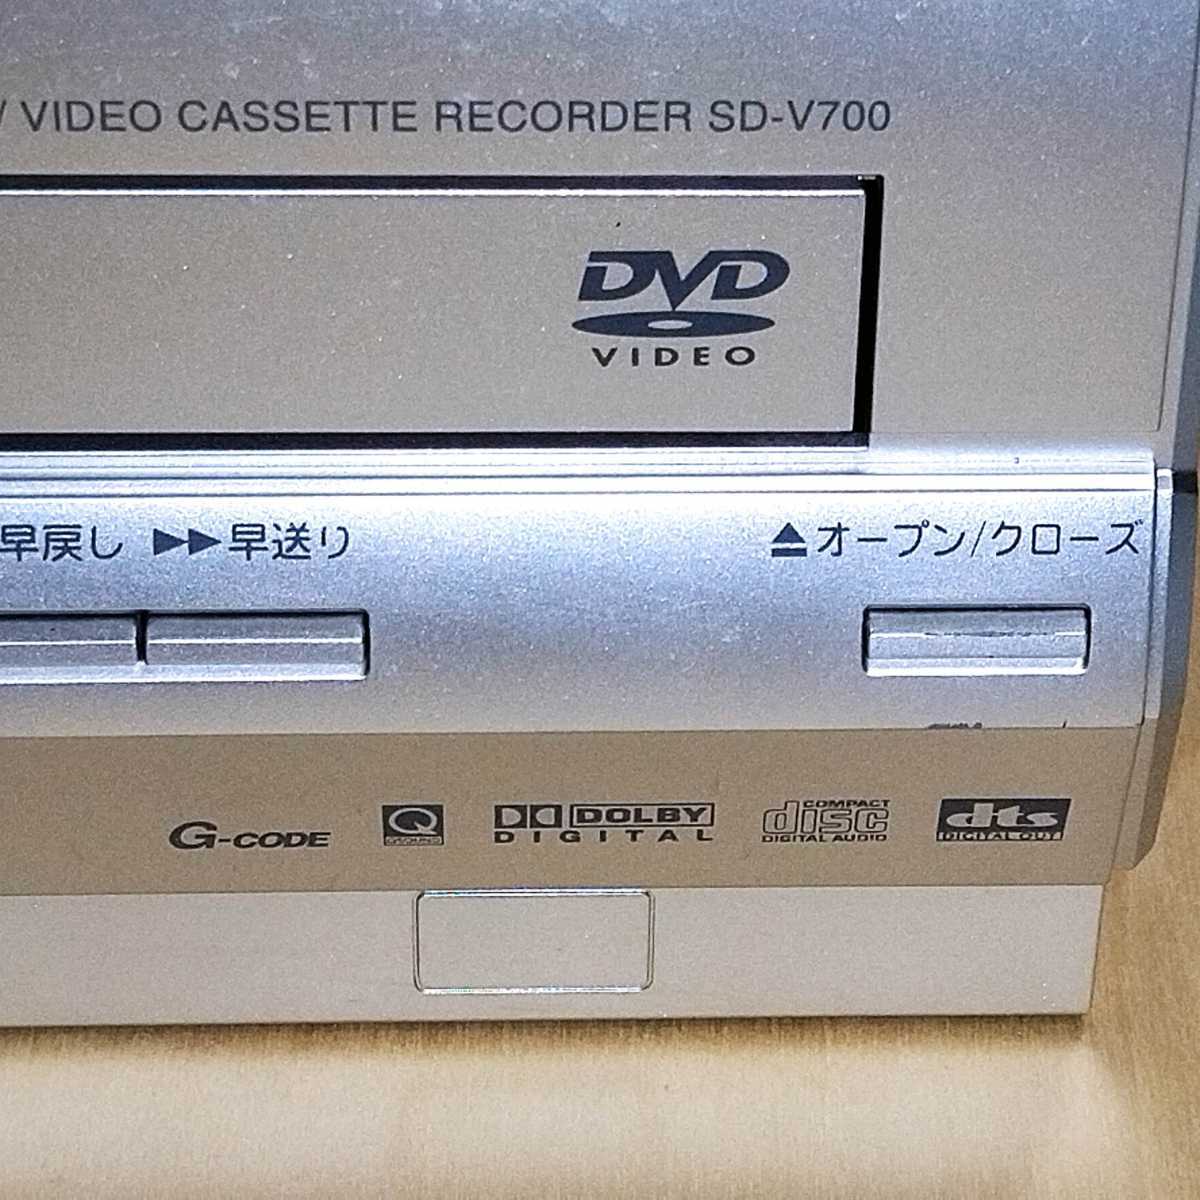 / VIDEO CASSETTE RECORDER SD-V700
DVD
VIDEO
早戻し ▶▶早送り ⏏オープン/クローズ
G-CODE
Q
QSOUND
DOLBY
DIGITAL
COMPACT
disc
DIGITAL AUDIO
dts
DIGITAL OUT